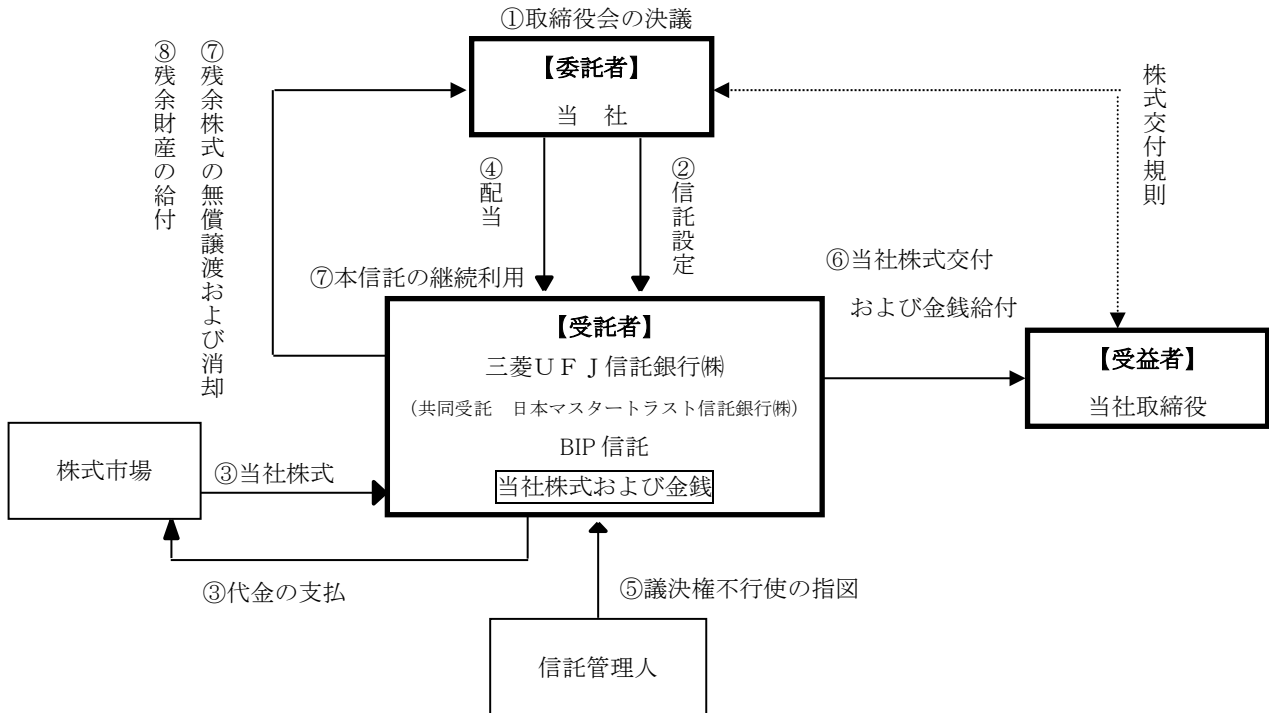 ①取締役会の決議
【委託者】
当 社
⑧残余財産の給付
⑦残余株式の無償譲渡および消却
④配当
②信託設定
株式交付規則
⑦本信託の継続利用
⑥当社株式交付
および金銭給付
【受託者】
三菱UFJ信託銀行㈱
(共同受託 日本マスタートラスト信託銀行㈱)
BIP信託
当社株式および金銭
【受益者】
当社取締役
株式市場
③当社株式
③代金の支払
⑤議決権不行使の指図
信託管理人